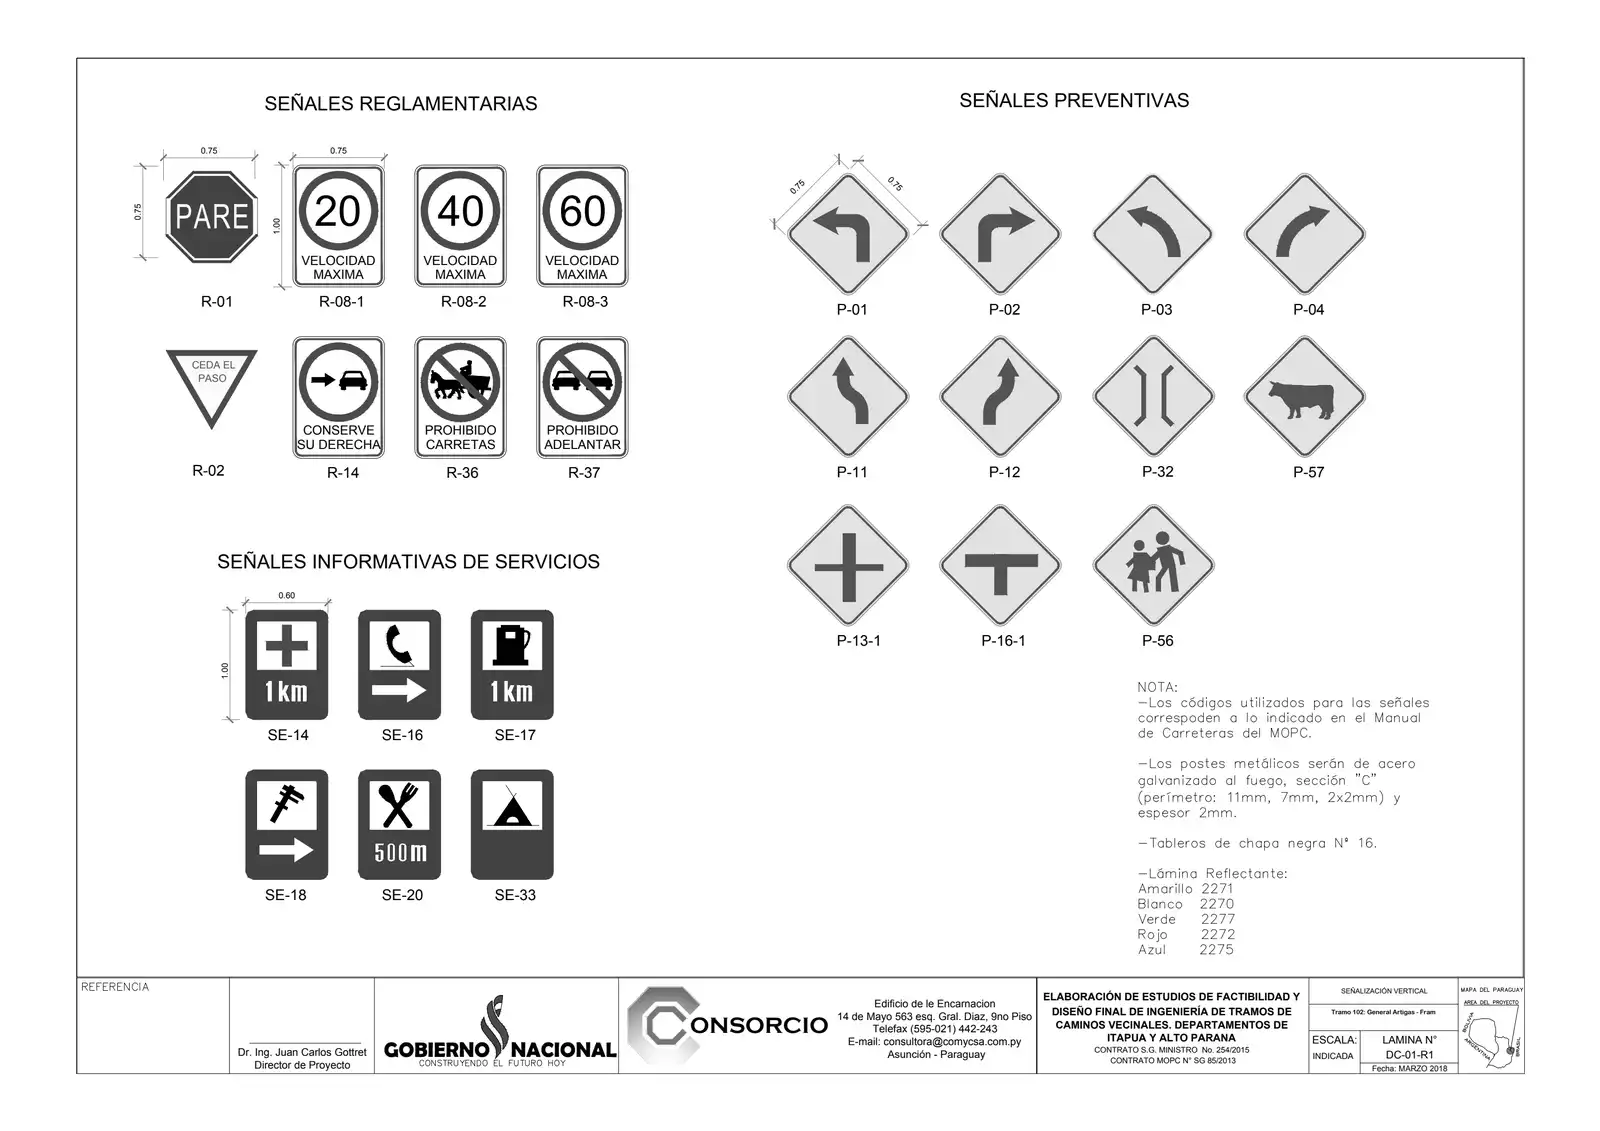 SEÑALES REGLAMENTARIAS
0.75
0.75
0.75
1.00
PARE
R-01
20
VELOCIDAD
MAXIMA
R-08-1
40
VELOCIDAD
MAXIMA
R-08-2
60
VELOCIDAD
MAXIMA
R-08-3
CEDA EL
PASO
R-02
CONSERVE
SU DERECHA
R-14
PROHIBIDO
CARRETAS
R-36
PROHIBIDO
ADELANTAR
R-37
SEÑALES INFORMATIVAS DE SERVICIOS
0.60
1.00
1km
SE-14
SE-16
1km
SE-17
SE-18
500m
SE-20
SE-33
SEÑALES PREVENTIVAS
0.75
0.75
P-01
P-02
P-03
P-04
P-11
P-12
P-32
P-57
P-13-1
P-16-1
P-56
NOTA:
-Los códigos utilizados para las señales
correspoden a lo indicado en el Manual
de Carreteras del MOPC.
-Los postes metálicos serán de acero
galvanizado al fuego, sección "C"
(perímetro: 11mm, 7mm, 2x2mm) y
espesor 2mm.
-Tableros de chapa negra N° 16.
-Lámina Reflectante:
Amarillo 2271
Blanco 2270
Verde 2277
Rojo 2272
Azul 2275
REFERENCIA
Dr. Ing. Juan Carlos Gottret
Director de Proyecto
GOBIERNO NACIONAL
CONSTRUYENDO EL FUTURO HOY
CONSORCIO
Edificio de le Encarnacion
14 de Mayo 563 esq. Gral. Diaz, 9no Piso
Telefax (595-021) 442-243
E-mail: consultora@comycsa.com.py
Asunción - Paraguay
ELABORACIÓN DE ESTUDIOS DE FACTIBILIDAD Y
DISEÑO FINAL DE INGENIERÍA DE TRAMOS DE
CAMINOS VECINALES. DEPARTAMENTOS DE
ITAPUA Y ALTO PARANA
CONTRATO S.G. MINISTRO No. 254/2015
CONTRATO MOPC N° SG 85/2013
SEÑALIZACIÓN VERTICAL
Tramo 102: General Artigas - Fram
ESCALA:
INDICADA
LAMINA N°
DC-01-R1
Fecha: MARZO 2018
MAPA DEL PARAGUAY
AREA DEL PROYECTO
BOLIVIA
ARGENTINA
BRASIL